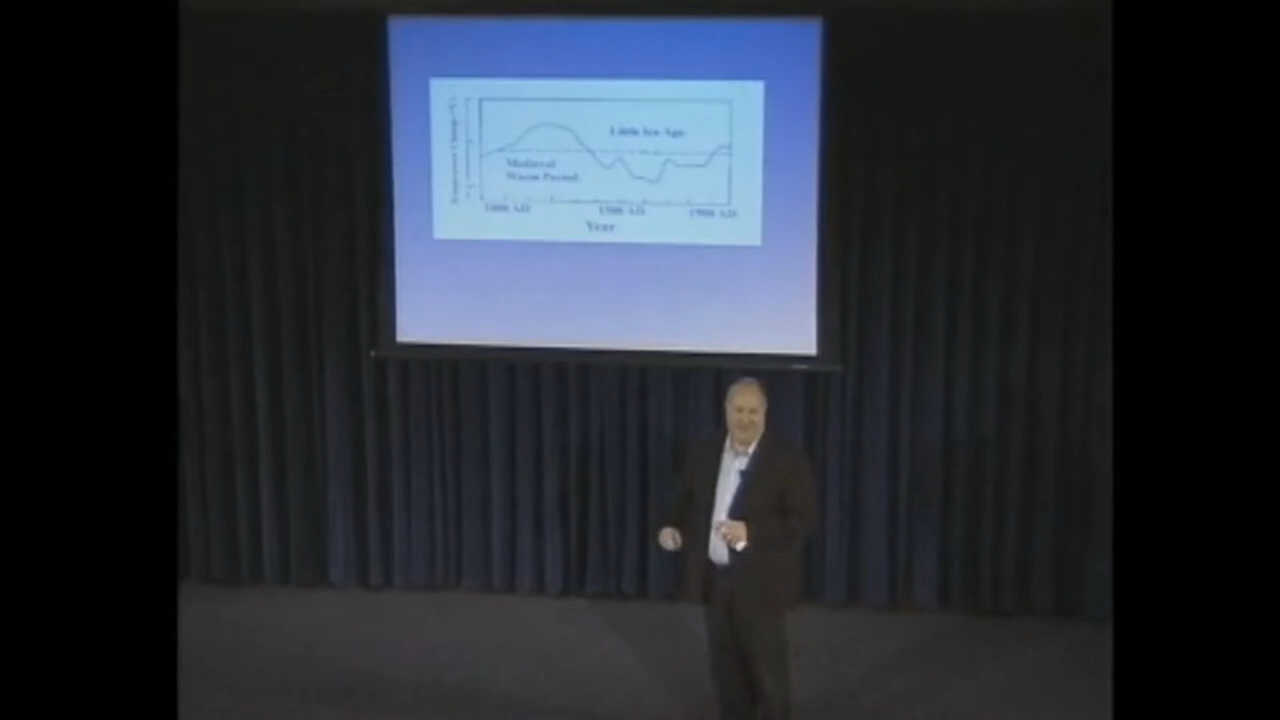 Little Ice Age
Medieval
Warm Period
1000 AD 1500 AD 1900 AD
Year